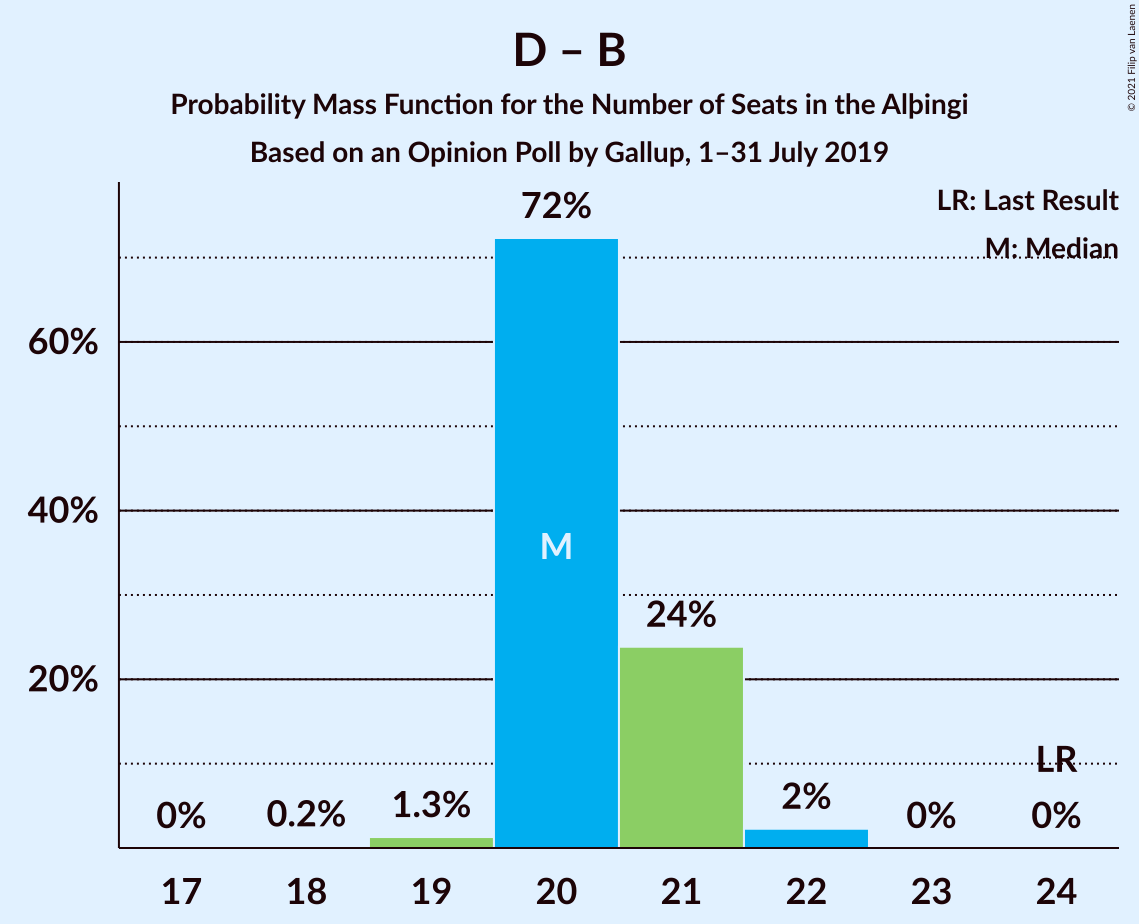 D – B
Probability Mass Function for the Number of Seats in the Alþingi
Based on an Opinion Poll by Gallup, 1–31 July 2019
© 2021 Filip van Laenen
LR: Last Result
M: Median
72%
60%
40%
20%
M
24%
LR
0%
0.2%
1.3%
2%
0%
0%
17
18
19
20
21
22
23
24